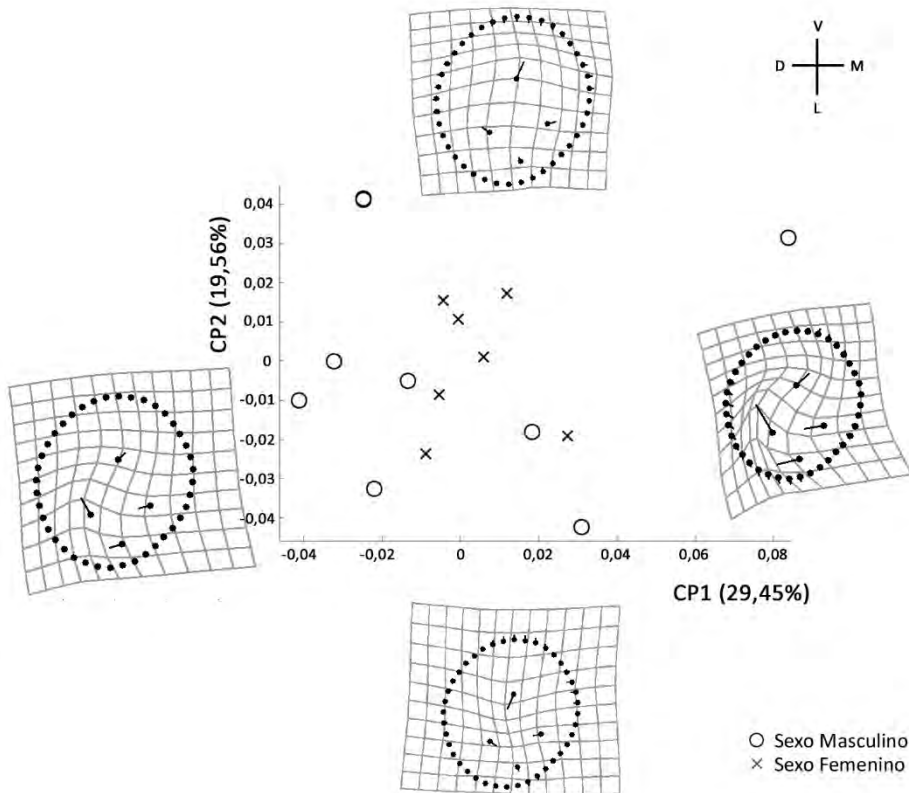 V
D M
L
CP2 (19,56%)
0,04
0,03
0,02
0,01
0
-0,01
-0,02
-0,03
-0,04
-0,04 -0,02 0 0,02 0,04 0,06 0,08
CP1 (29,45%)
Sexo Masculino
Sexo Femenino